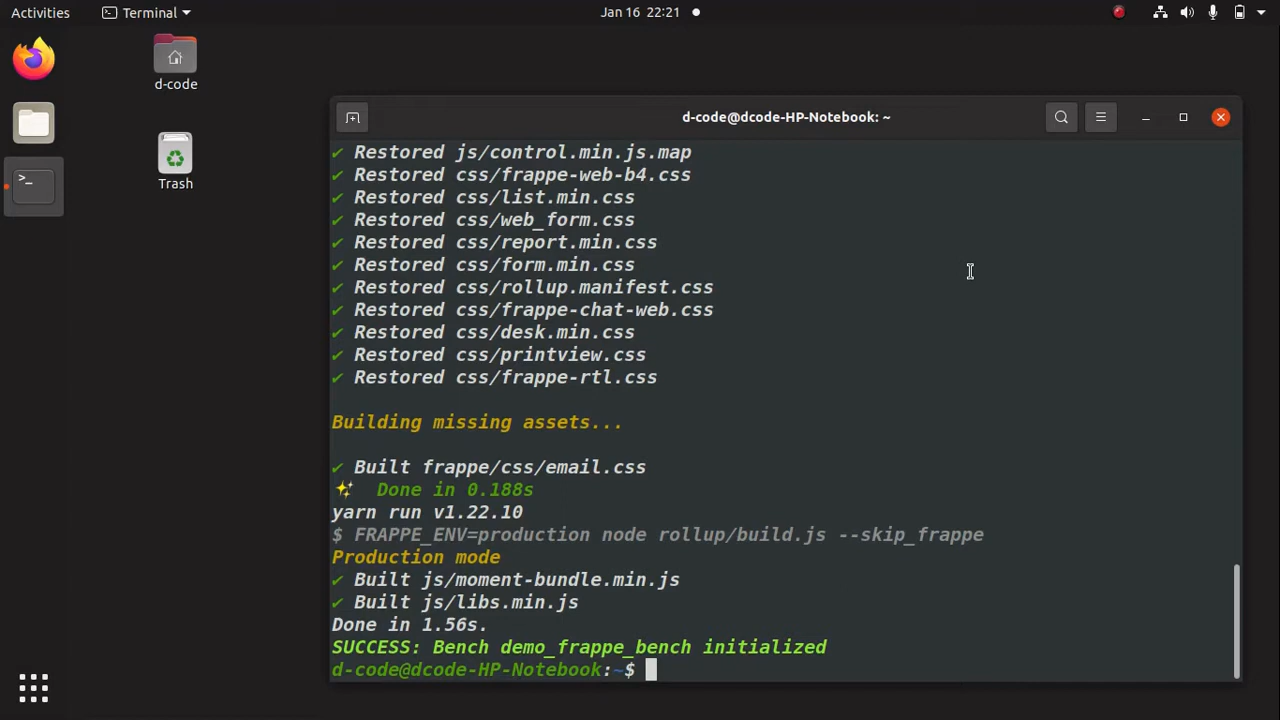 Activities
Terminal
Jan 16 22:21
d-code
Trash
d-code@dcode-HP-Notebook: ~
✔ Restored js/control.min.js.map
✔ Restored css/frappe-web-b4.css
✔ Restored css/list.min.css
✔ Restored css/web_form.css
✔ Restored css/report.min.css
✔ Restored css/form.min.css
✔ Restored css/rollup.manifest.css
✔ Restored css/frappe-chat-web.css
✔ Restored css/desk.min.css
✔ Restored css/printview.css
✔ Restored css/frappe-rtl.css
Building missing assets...
✔ Built frappe/css/email.css
✨ Done in 0.188s
yarn run v1.22.10
$ FRAPPE_ENV=production node rollup/build.js --skip_frappe
Production mode
✔ Built js/moment-bundle.min.js
✔ Built js/libs.min.js
Done in 1.56s.
SUCCESS: Bench demo_frappe_bench initialized
d-code@dcode-HP-Notebook:~$